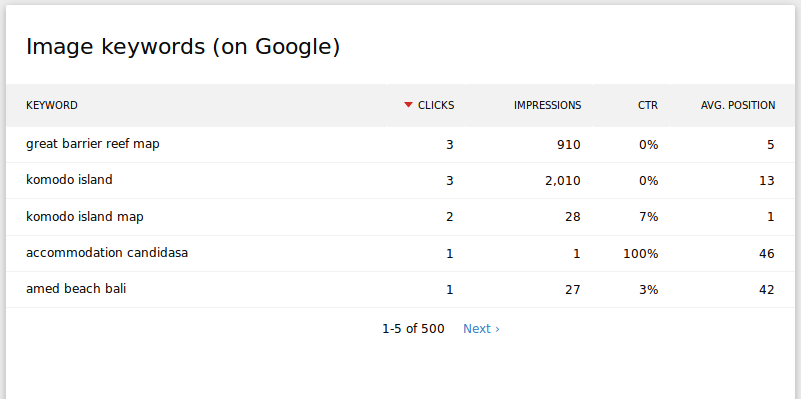 Image keywords (on Google)
KEYWORD CLICKS IMPRESSIONS CTR AVG. POSITION
great barrier reef map 3 910 0% 5
komodo island 3 2,010 0% 13
komodo island map 2 28 7% 1
accommodation candidasa 1 1 100% 46
amed beach bali 1 27 3% 42
1-5 of 500 Next ›